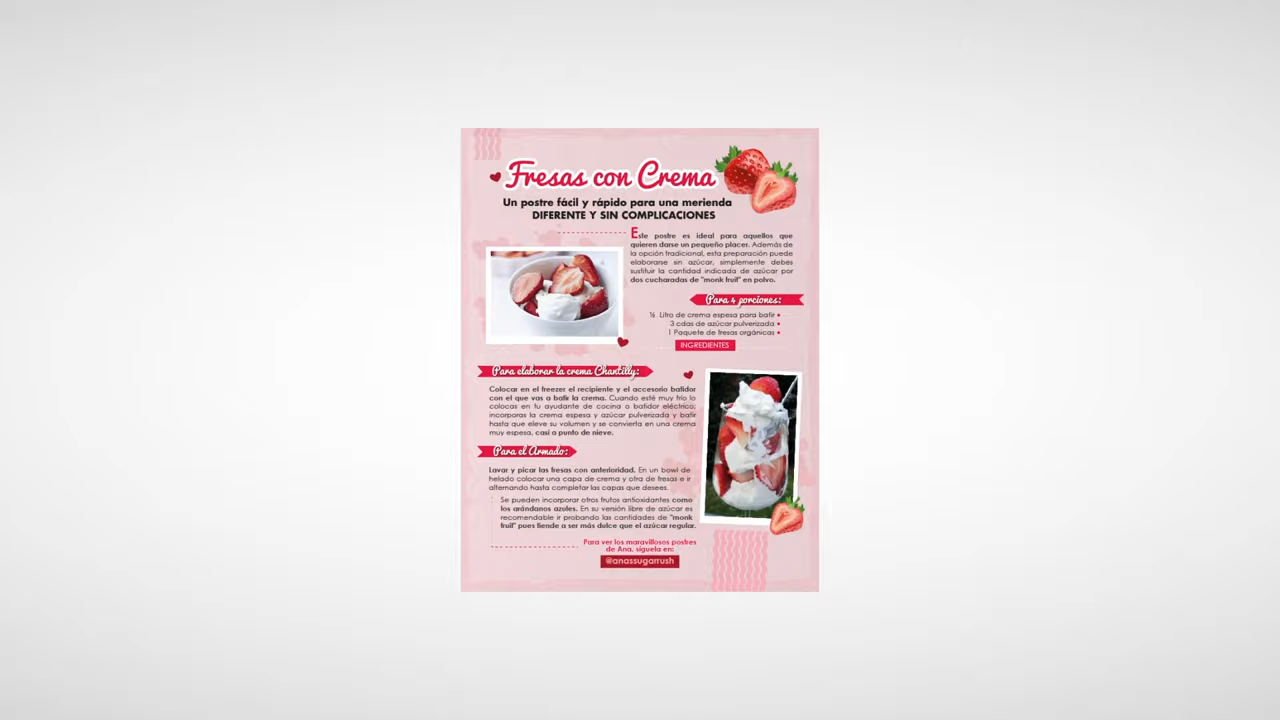 Fresas con Crema
Un postre fácil y rápido para una merienda
DIFERENTE Y SIN COMPLICACIONES
Este postre es ideal para aquellos que
quieren darse un pequeño placer. Además de
la opción tradicional, esta preparación puede
elaborarse sin azúcar, simplemente debes
sustituir la cantidad indicada de azúcar por
dos cucharadas de "monk fruit" en polvo.
Para 4 porciones:
½ Litro de crema espesa para batir •
3 cdas de azúcar pulverizada •
1 Paquete de fresas orgánicas •
INGREDIENTES
Para elaborar la crema Chantilly:
Colocar en el freezer el recipiente y el accesorio batidor
con el que vas a batir la crema. Cuando esté muy frío lo
colocas en tu ayudante de cocina o batidor eléctrico;
incorporas la crema espesa y azúcar pulverizada y batir
hasta que eleve su volumen y se convierta en una crema
muy espesa, casi a punto de nieve.
Para el Armado:
Lavar y picar las fresas con anterioridad. En un bowl de
helado colocar una capa de crema y otra de fresas e ir
alternando hasta completar las capas que desees.
Se pueden incorporar otros frutos antioxidantes como
los arándanos azules. En su versión libre de azúcar es
recomendable ir probando las cantidades de "monk
fruit" pues tiende a ser más dulce que el azúcar regular.
Para ver los maravillosos postres
de Ana, síguela en:
@anassugarrush